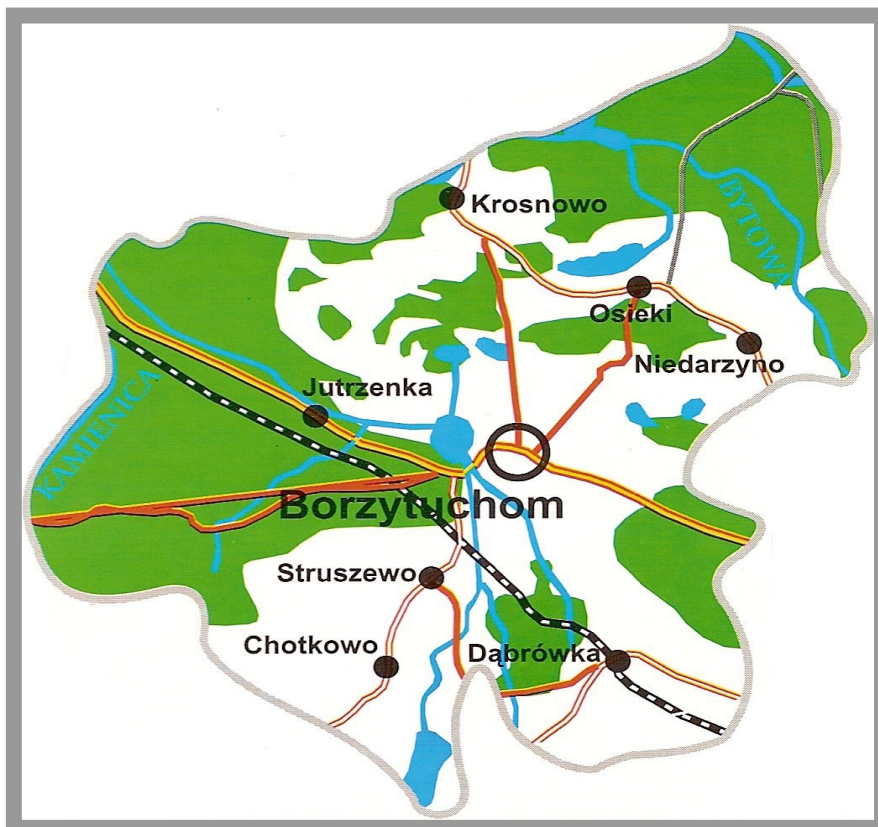 Krosnowo
BYTOWA
Osieki
Niedarzyno
Jutrzenka
KAMIENICA
Borzytuchom
Struszewo
Chotkowo
Dąbrówka